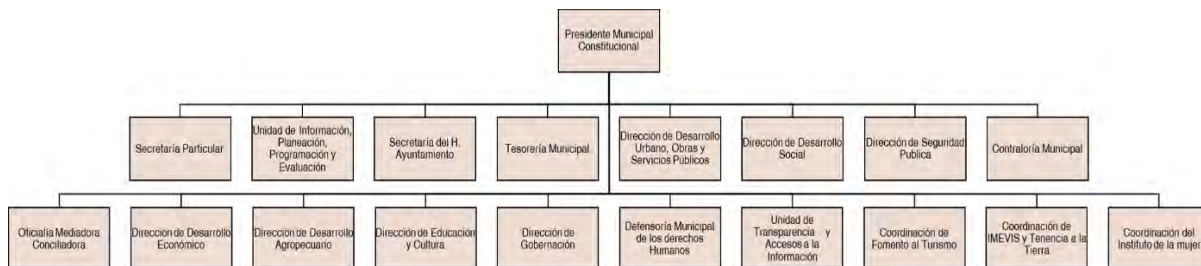 Presidente Municipal
Constitucional
Secretaría Particular
Unidad de Información,
Planeación,
Programación y
Evaluación
Secretaría del H.
Ayuntamiento
Tesorería Municipal
Dirección de Desarrollo
Urbano, Obras y
Servicios Públicos
Dirección de Desarrollo
Social
Dirección de Seguridad
Publica
Contraloría Municipal
Oficialía Mediadora
Conciliadora
Dirección de Desarrollo
Económico
Dirección de Desarrollo
Agropecuario
Dirección de Educación
y Cultura
Dirección de
Gobernación
Defensoría Municipal
de los derechos
Humanos
Unidad de
Transparencia y
Accesos a la
Información
Coordinación de
Fomento al Turismo
Coordinación de
IMEVIS y Tenencia a la
Tierra
Coordinación del
Instituto de la mujer